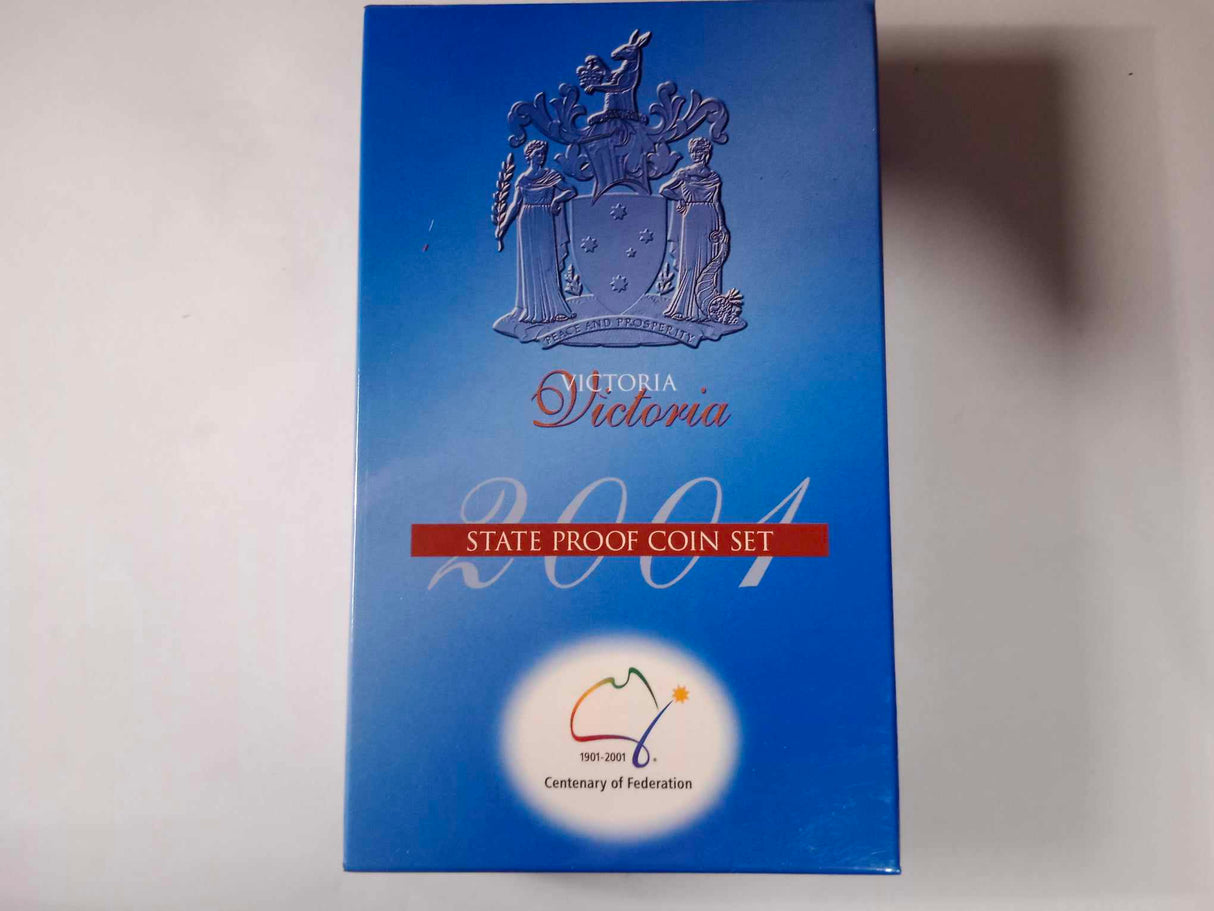 PEACE AND PROSPERITY
VICTORIA
Victoria
2001
STATE PROOF COIN SET
1901-2001
Centenary of Federation